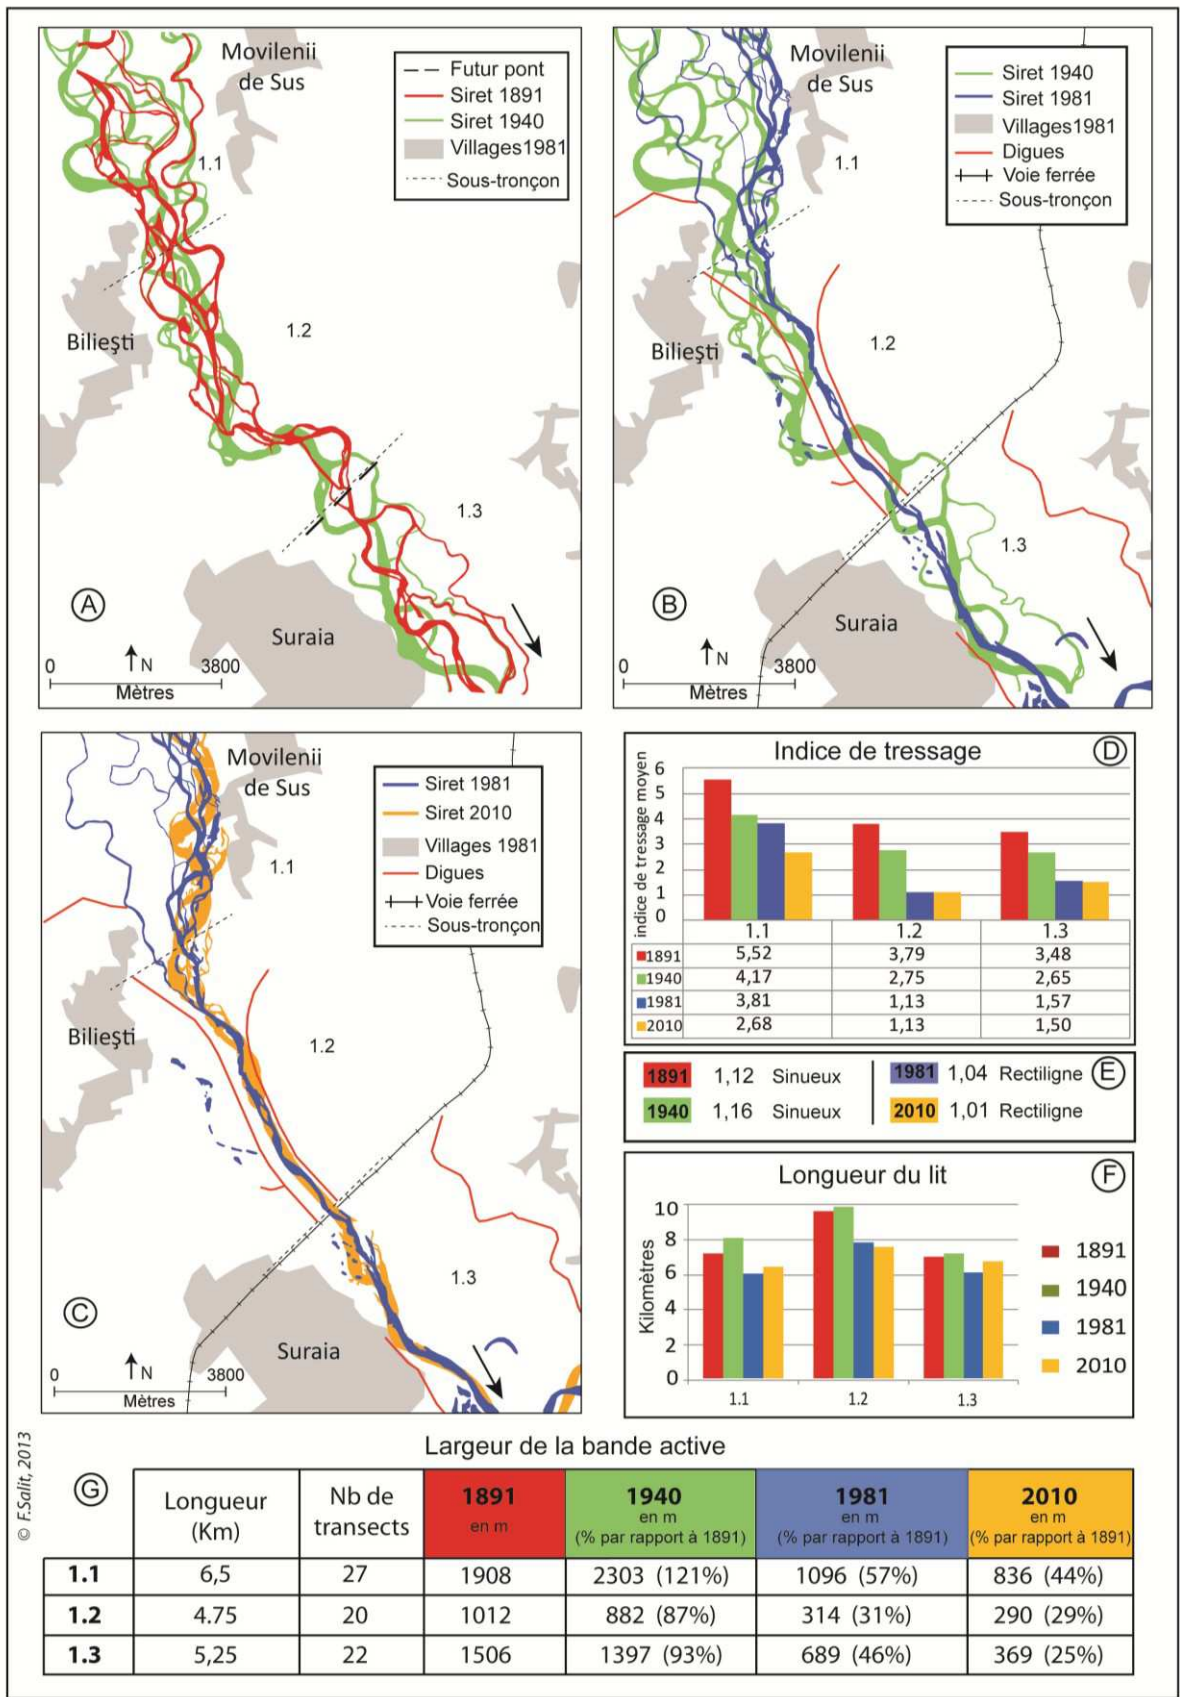 Movilenii
de Sus
Futur pont
Siret 1891
Siret 1940
Villages1981
Sous-tronçon
1.1
1.2
Bilieşti
1.3
A
Suraia
0 N 3800
Mètres
Movilenii
de Sus
Siret 1940
Siret 1981
Villages1981
Digues
Voie ferrée
Sous-tronçon
1.1
1.2
Bilieşti
1.3
B
Suraia
0 N 3800
Mètres
Movilenii
de Sus
Siret 1981
Siret 2010
Villages 1981
Digues
Voie ferrée
Sous-tronçon
1.1
Bilieşti
1.2
1.3
C
Suraia
0 N 3800
Mètres
Indice de tressage D
indice de tressage moyen
6
5
4
3
2
1
0
1.1 1.2 1.3
1891 5,52 3,79 3,48
1940 4,17 2,75 2,65
1981 3,81 1,13 1,57
2010 2,68 1,13 1,50
1891 1,12 Sinueux 1981 1,04 Rectiligne E
1940 1,16 Sinueux 2010 1,01 Rectiligne
Longueur du lit F
Kilomètres
10
8
6
4
2
0
1.1 1.2 1.3
1891
1940
1981
2010
© F.Salit, 2013
Largeur de la bande active
G
Longueur
(Km)
Nb de
transects
1891
en m
1940
en m
(% par rapport à 1891)
1981
en m
(% par rapport à 1891)
2010
en m
(% par rapport à 1891)
1.1 6,5 27 1908 2303 (121%) 1096 (57%) 836 (44%)
1.2 4.75 20 1012 882 (87%) 314 (31%) 290 (29%)
1.3 5,25 22 1506 1397 (93%) 689 (46%) 369 (25%)